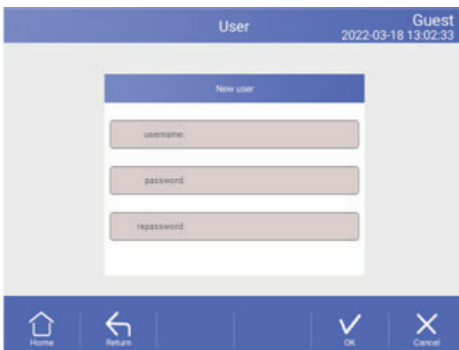 User
Guest
2022-03-18 13:02:33
New user
username:
password:
repassword:
Home
Return
OK
Cancel